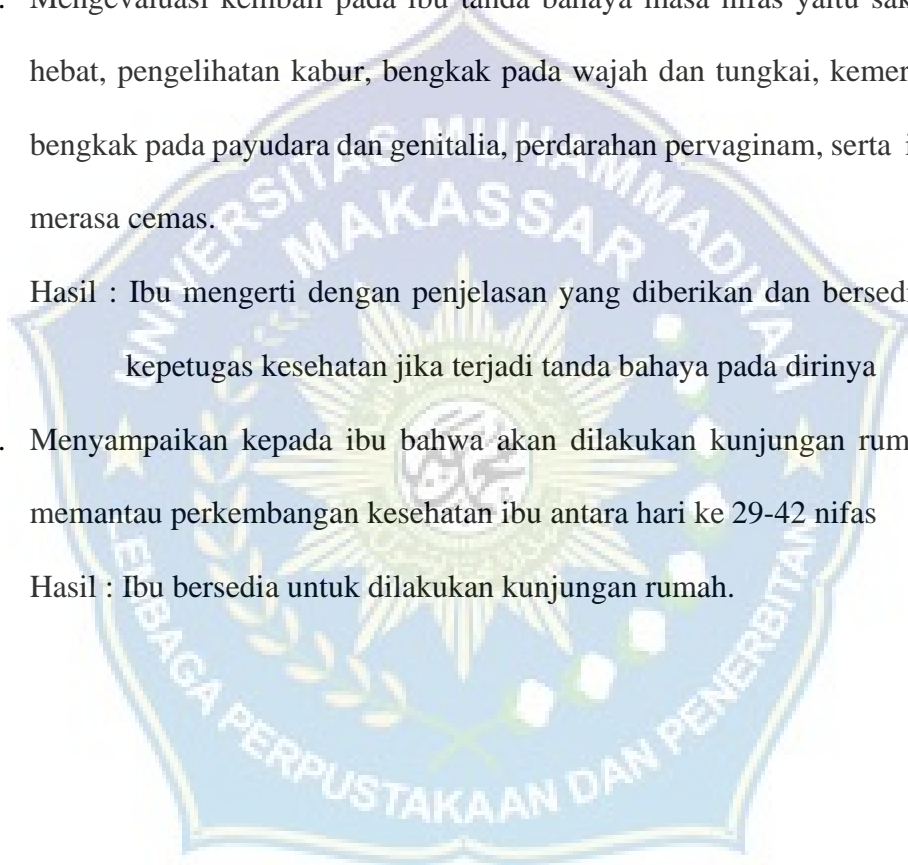 . Mengevaluasi kembali pada ibu tanda bahaya masa nifas yaitu sak
hebat, pengelihatan kabur, bengkak pada wajah dan tungkai, kemer
bengkak pada payudara dan genitalia, perdarahan pervaginam, serta i
merasa cemas.
Hasil : Ibu mengerti dengan penjelasan yang diberikan dan bersedi
kepetugas kesehatan jika terjadi tanda bahaya pada dirinya
. Menyampaikan kepada ibu bahwa akan dilakukan kunjungan rum
memantau perkembangan kesehatan ibu antara hari ke 29-42 nifas
Hasil : Ibu bersedia untuk dilakukan kunjungan rumah.
UNIVERSITAS MUHAMMADIYAH
MAKASSAR
LEMBAGA PERPUSTAKAAN DAN PENERBITAN